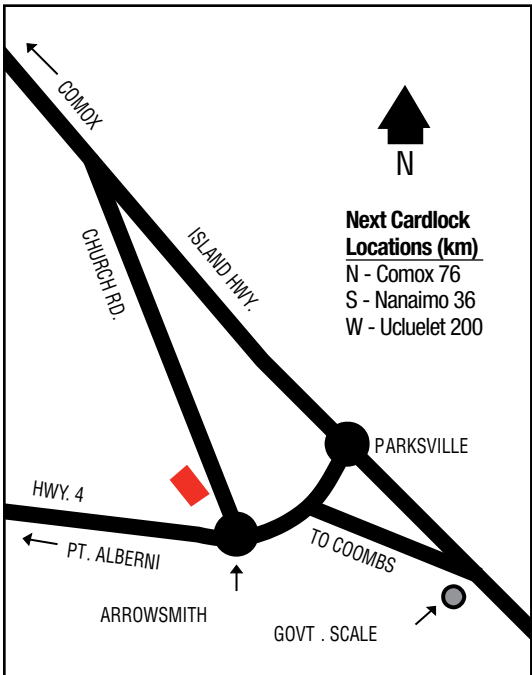 COMOX
N
CHURCH RD.
ISLAND HWY.
Next Cardlock
Locations (km)
N - Comox 76
S - Nanaimo 36
W - Ucluelet 200
PARKSVILLE
HWY. 4
PT. ALBERNI
TO COOMBS
ARROWSMITH
GOVT . SCALE